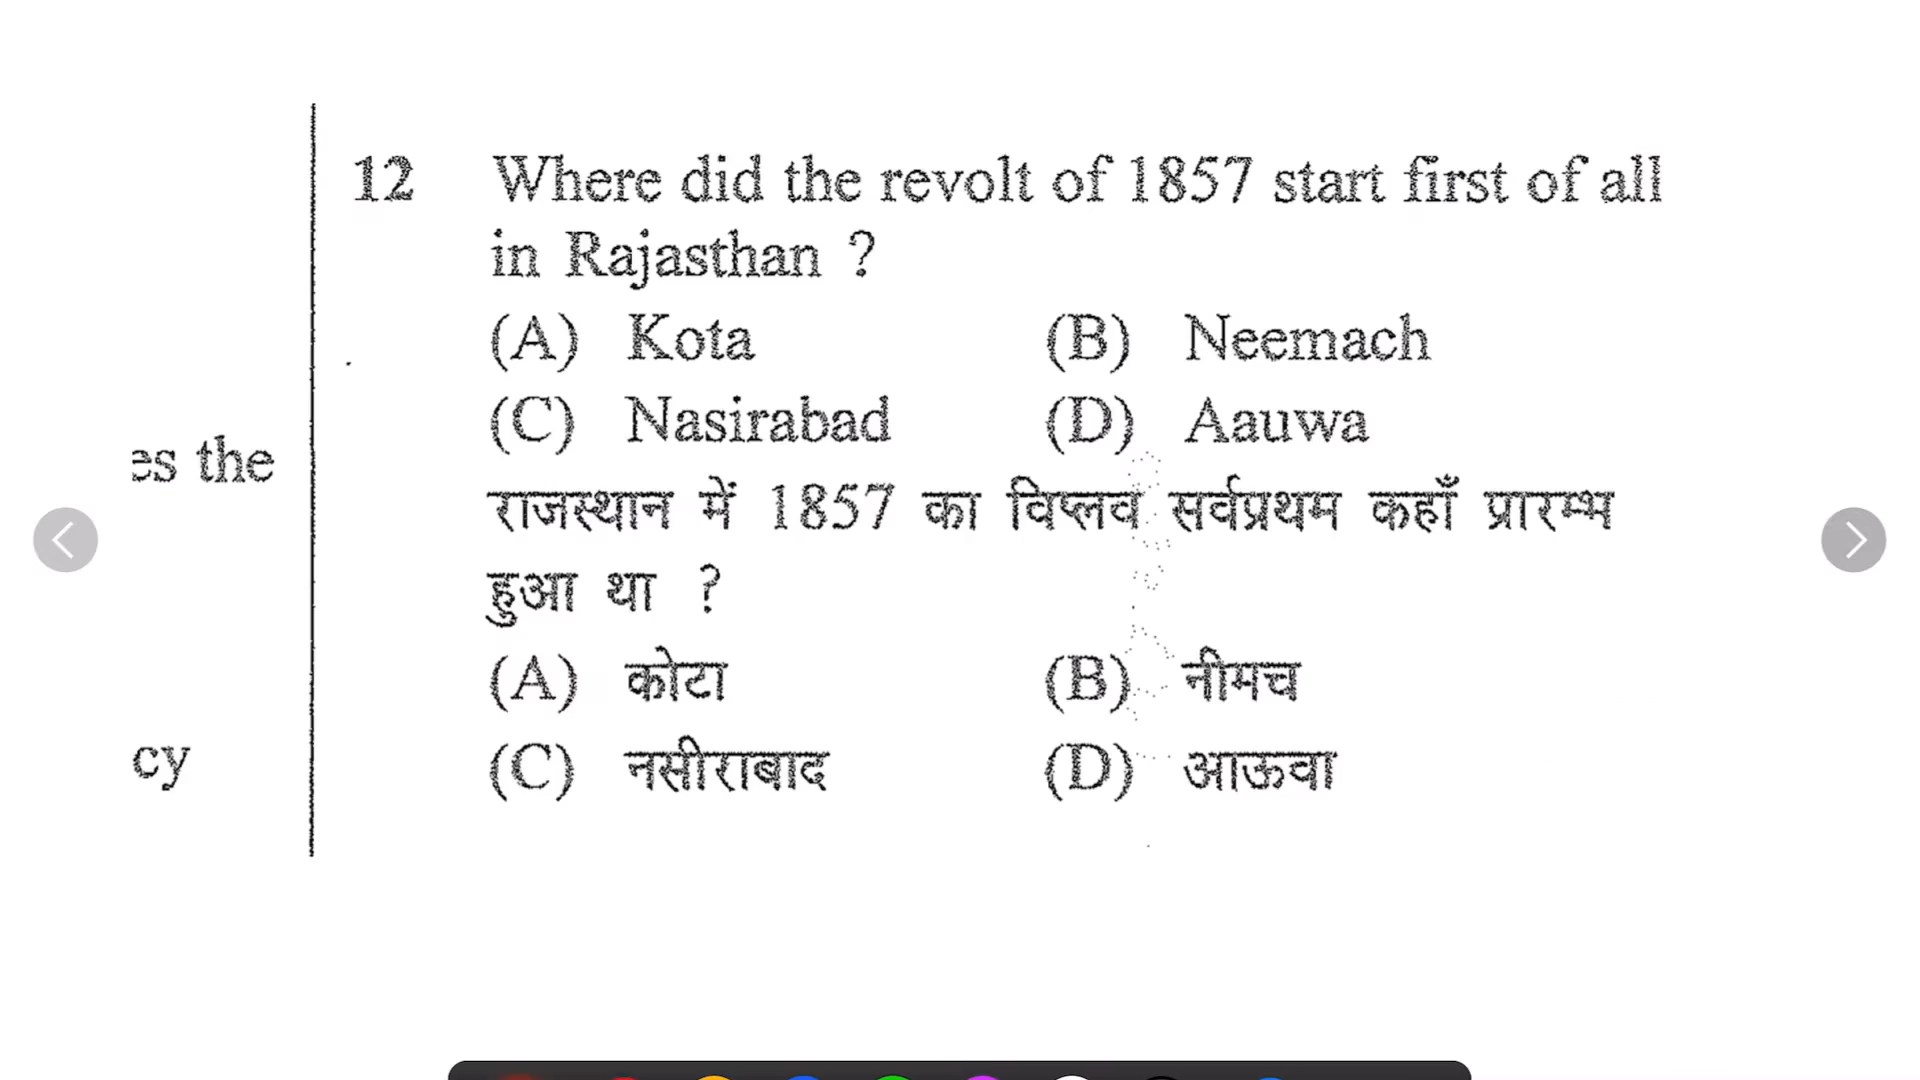 es the
cy
12 Where did the revolt of 1857 start first of all
in Rajasthan ?
(A) Kota (B) Neemach
(C) Nasirabad (D) Aauwa
राजस्थान में 1857 का विप्लव सर्वप्रथम कहाँ प्रारम्भ
हुआ था ?
(A) कोटा (B) नीमच
(C) नसीराबाद (D) आऊवा